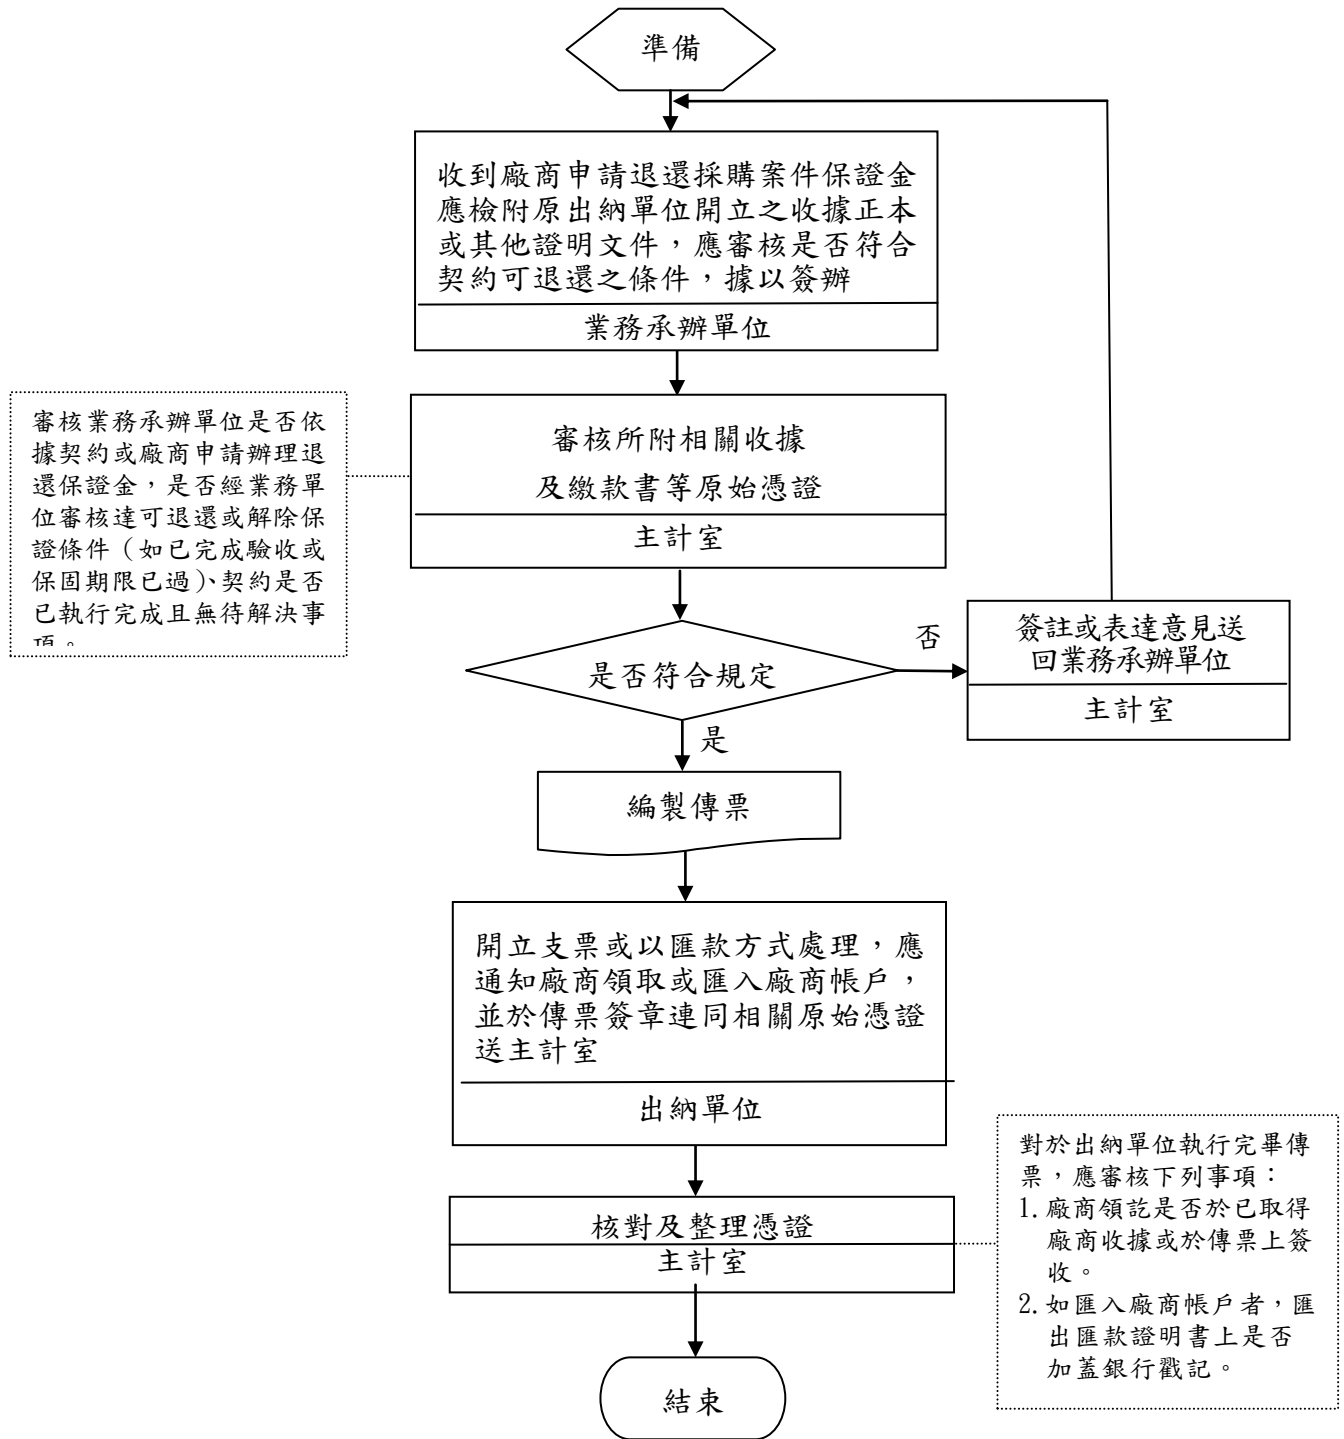 準備
收到廠商申請退還採購案件保證金
應檢附原出納單位開立之收據正本
或其他證明文件，應審核是否符合
契約可退還之條件，據以簽辦
業務承辦單位
審核業務承辦單位是否依
據契約或廠商申請辦理退
還保證金，是否經業務單
位審核達可退還或解除保
證條件（如已完成驗收或
保固期限已過）、契約是否
已執行完成且無待解決事
項。
審核所附相關收據
及繳款書等原始憑證
主計室
是否符合規定
否
簽註或表達意見送
回業務承辦單位
主計室
是
編製傳票
開立支票或以匯款方式處理，應
通知廠商領取或匯入廠商帳戶，
並於傳票簽章連同相關原始憑證
送主計室
出納單位
核對及整理憑證
主計室
對於出納單位執行完畢傳
票，應審核下列事項：
1. 廠商領訖是否於已取得
廠商收據或於傳票上簽
收。
2. 如匯入廠商帳戶者，匯
出匯款證明書上是否
加蓋銀行戳記。
結束